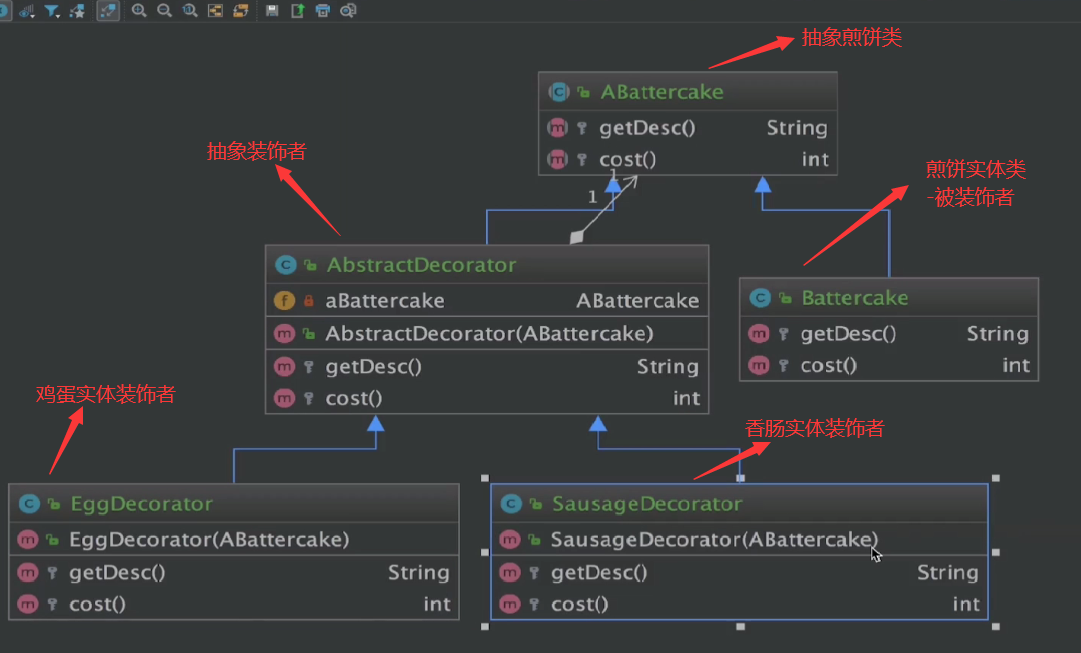 抽象煎饼类
ABattercake
getDesc() String
cost() int
1
1
抽象装饰者
煎饼实体类
-被装饰者
AbstractDecorator
aBattercake ABattercake
AbstractDecorator(ABattercake)
getDesc() String
cost() int
Battercake
getDesc() String
cost() int
鸡蛋实体装饰者
香肠实体装饰者
EggDecorator
EggDecorator(ABattercake)
getDesc() String
cost() int
SausageDecorator
SausageDecorator(ABattercake)
getDesc() String
cost() int